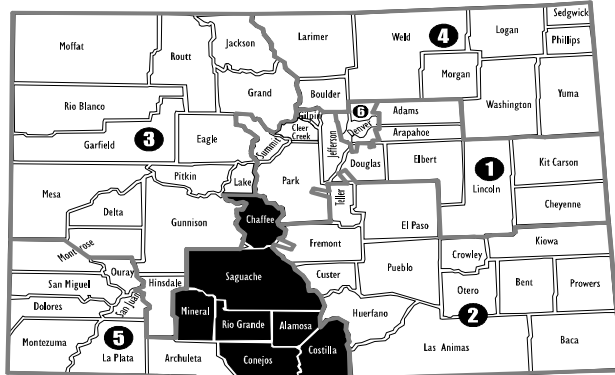 Sedgwick
Moffat
Routt
Jackson
Larimer
Weld
4
Logan
Phillips
Grand
Boulder
Morgan
Washington
Yuma
Rio Blanco
Garfield
3
Eagle
Summit
Gilpin
Cleer
Creek
Jefferson
6
Denver
Adams
Arapahoe
Douglas
Elbert
1
Lincoln
Kit Carson
Cheyenne
Mesa
Pitkin
Lake
Park
Teller
El Paso
Delta
Gunnison
Chaffee
Fremont
Montrose
Ouray
San Miguel
Hinsdale
Saguache
Custer
Pueblo
Crowley
Kiowa
Otero
Bent
Prowers
Dolores
San Juan
Mineral
Rio Grande
Alamosa
Huerfano
2
Montezuma
5
La Plata
Archuleta
Conejos
Costilla
Las Animas
Baca